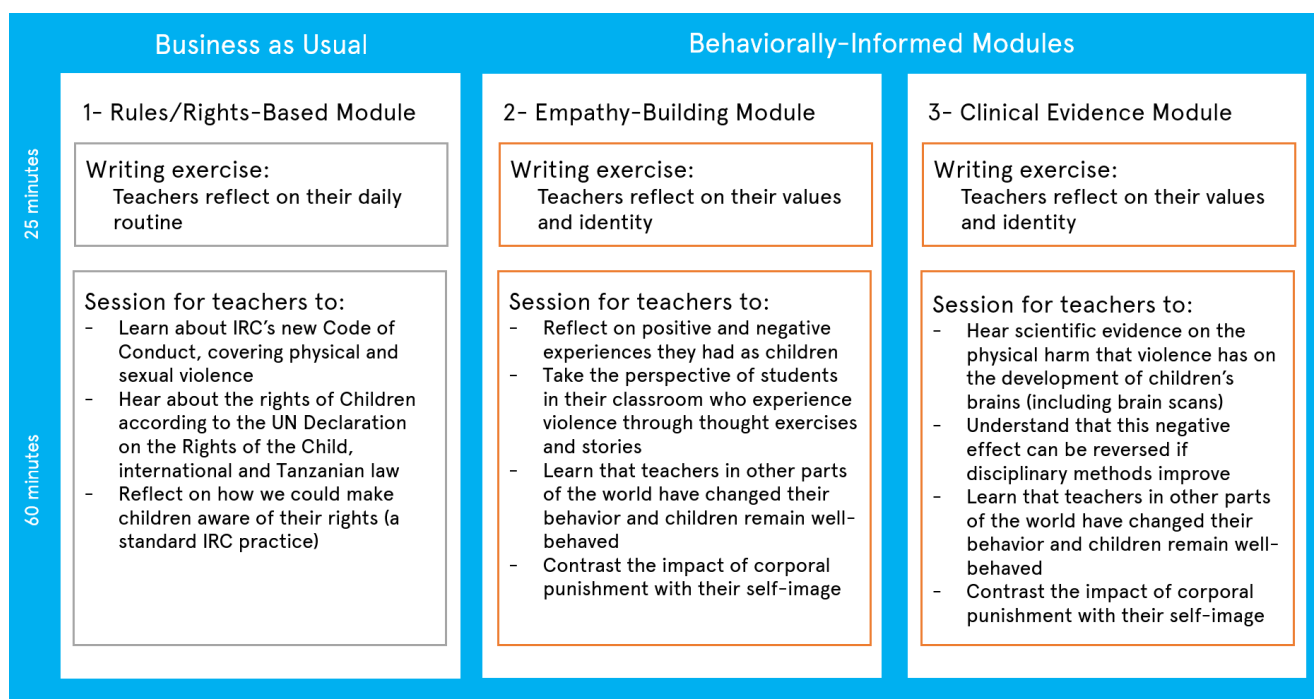 Business as Usual
Behaviorally-Informed Modules
25 minutes
60 minutes
1- Rules/Rights-Based Module
Writing exercise:
Teachers reflect on their daily
routine
Session for teachers to:
- Learn about IRC's new Code of
Conduct, covering physical and
sexual violence
- Hear about the rights of Children
according to the UN Declaration
on the Rights of the Child,
international and Tanzanian law
- Reflect on how we could make
children aware of their rights (a
standard IRC practice)
2- Empathy-Building Module
Writing exercise:
Teachers reflect on their values
and identity
Session for teachers to:
- Reflect on positive and negative
experiences they had as children
- Take the perspective of students
in their classroom who experience
violence through thought exercises
and stories
- Learn that teachers in other parts
of the world have changed their
behavior and children remain well-
behaved
- Contrast the impact of corporal
punishment with their self-image
3- Clinical Evidence Module
Writing exercise:
Teachers reflect on their values
and identity
Session for teachers to:
- Hear scientific evidence on the
physical harm that violence has on
the development of children's
brains (including brain scans)
- Understand that this negative
effect can be reversed if
disciplinary methods improve
- Learn that teachers in other parts
of the world have changed their
behavior and children remain well-
behaved
- Contrast the impact of corporal
punishment with their self-image